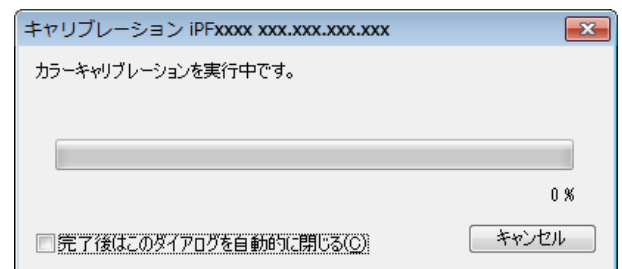 キャリブレーション iPFxxxx xxx.xxx.xxx.xxx
カラーキャリブレーションを実行中です。
0 %
完了後はこのダイアログを自動的に閉じる(C)
キャンセル